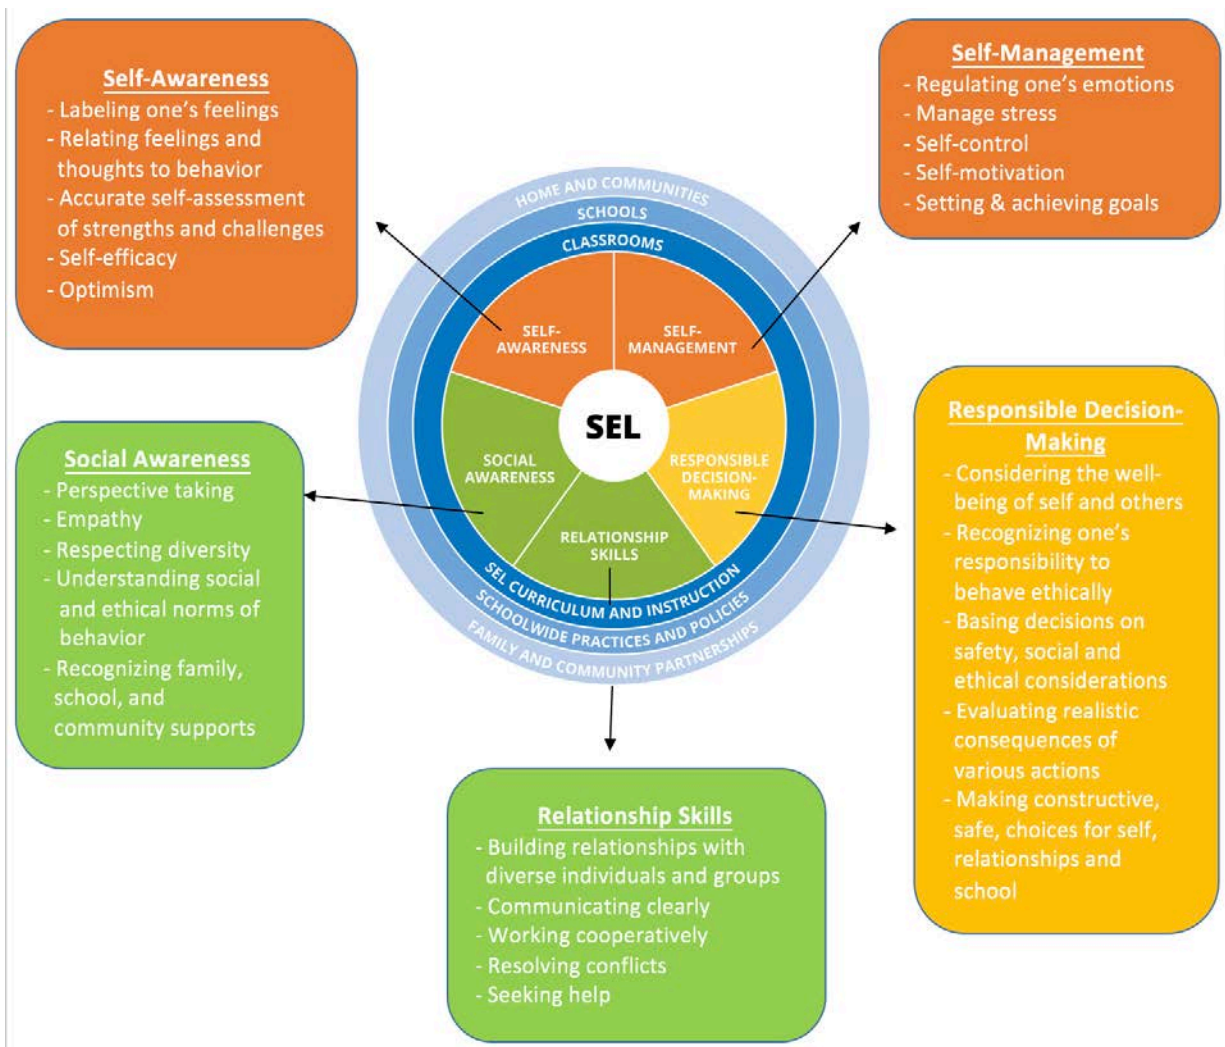 Self-Awareness
- Labeling one's feelings
- Relating feelings and
thoughts to behavior
- Accurate self-assessment
of strengths and challenges
- Self-efficacy
- Optimism
Self-Management
- Regulating one's emotions
- Manage stress
- Self-control
- Self-motivation
- Setting & achieving goals
HOME AND COMMUNITIES
SCHOOLS
CLASSROOMS
SELF-
AWARENESS
SELF-
MANAGEMENT
SEL
SOCIAL
AWARENESS
RESPONSIBLE
DECISION-
MAKING
RELATIONSHIP
SKILLS
SEL CURRICULUM AND INSTRUCTION
SCHOOLWIDE PRACTICES AND POLICIES
FAMILY AND COMMUNITY PARTNERSHIPS
Social Awareness
- Perspective taking
- Empathy
- Respecting diversity
- Understanding social
and ethical norms of
behavior
- Recognizing family,
school, and
community supports
Responsible Decision-
Making
- Considering the well-
being of self and others
- Recognizing one's
responsibility to
behave ethically
- Basing decisions on
safety, social and
ethical considerations
- Evaluating realistic
consequences of
various actions
- Making constructive,
safe, choices for self,
relationships and
school
Relationship Skills
- Building relationships with
diverse individuals and groups
- Communicating clearly
- Working cooperatively
- Resolving conflicts
- Seeking help